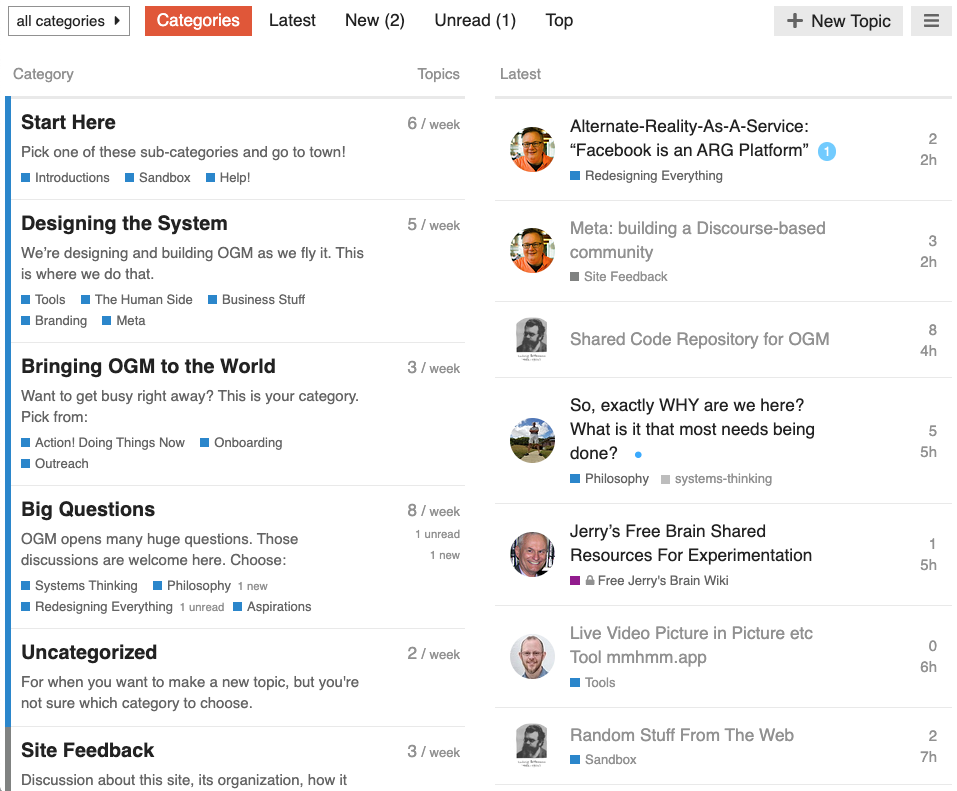 all categories
Categories
Latest
New (2)
Unread (1)
Top
New Topic
Category Topics
Start Here 6 / week
Pick one of these sub-categories and go to town!
Introductions Sandbox Help!
Designing the System 5 / week
We’re designing and building OGM as we fly it. This
is where we do that.
Tools The Human Side Business Stuff
Branding Meta
Bringing OGM to the World 3 / week
Want to get busy right away? This is your category.
Pick from:
Action! Doing Things Now Onboarding
Outreach
Big Questions 8 / week
OGM opens many huge questions. Those 1 unread
discussions are welcome here. Choose: 1 new
Systems Thinking Philosophy 1 new
Redesigning Everything 1 unread Aspirations
Uncategorized 2 / week
For when you want to make a new topic, but you're
not sure which category to choose.
Site Feedback 3 / week
Discussion about this site, its organization, how it
Latest
Alternate-Reality-As-A-Service: 2
“Facebook is an ARG Platform” 1 2h
Redesigning Everything
Meta: building a Discourse-based 3
community 2h
Site Feedback
8
Shared Code Repository for OGM
4h
So, exactly WHY are we here?
What is it that most needs being 5
done? 5h
Philosophy systems-thinking
Jerry’s Free Brain Shared 1
Resources For Experimentation 5h
Free Jerry's Brain Wiki
Live Video Picture in Picture etc 0
Tool mmhmm.app 6h
Tools
Random Stuff From The Web 2
Sandbox 7h